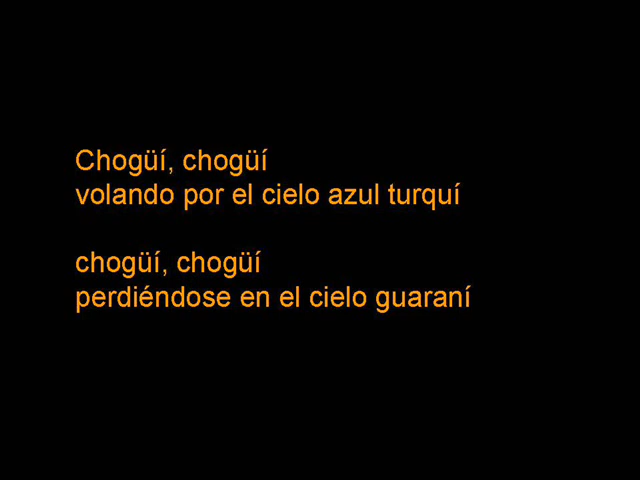 Chogüí, chogüí
volando por el cielo azul turquí
chogüí, chogüí
perdiéndose en el cielo guaraní